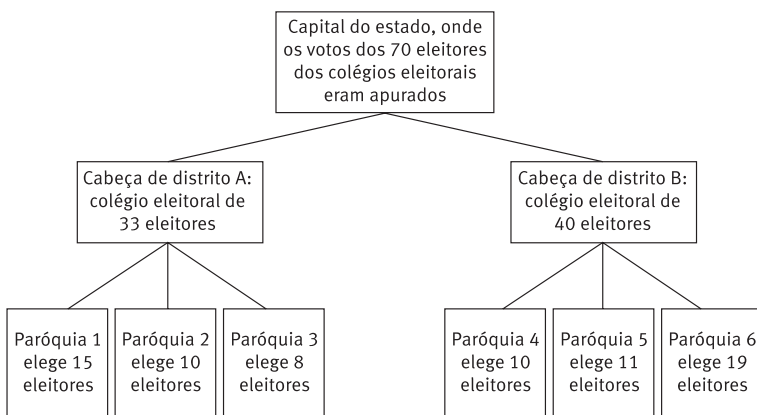 Capital do estado, onde
os votos dos 70 eleitores
dos colégios eleitorais
eram apurados
Cabeça de distrito A:
colégio eleitoral de
33 eleitores
Cabeça de distrito B:
colégio eleitoral de
40 eleitores
Paróquia 1
elege 15
eleitores
Paróquia 2
elege 10
eleitores
Paróquia 3
elege 8
eleitores
Paróquia 4
elege 10
eleitores
Paróquia 5
elege 11
eleitores
Paróquia 6
elege 19
eleitores